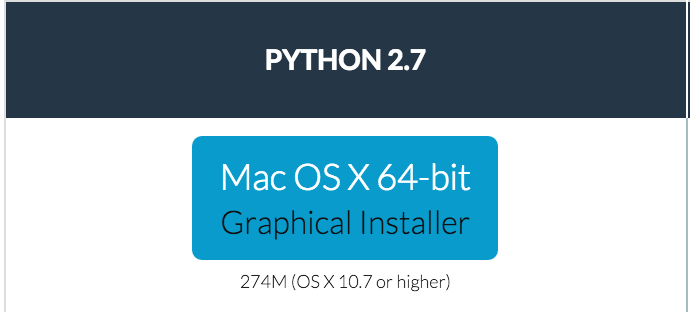 PYTHON 2.7
Mac OS X 64-bit
Graphical Installer
274M (OS X 10.7 or higher)